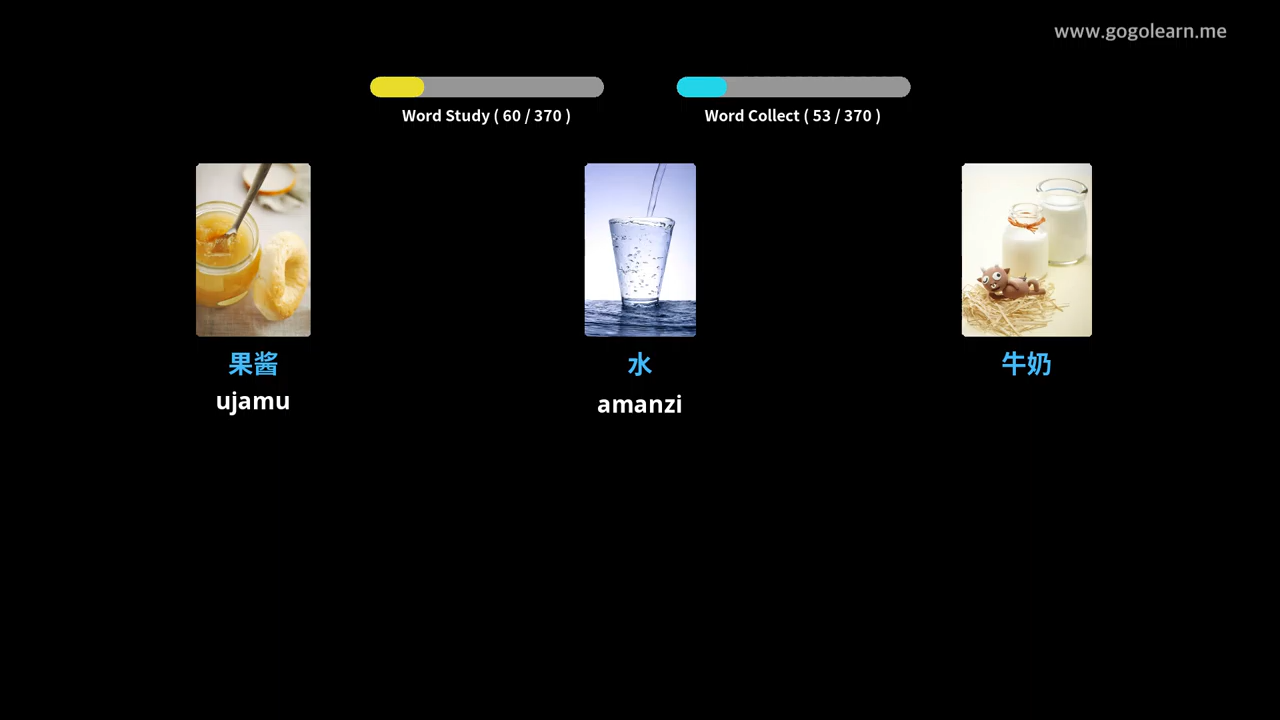 www.gogolearn.me
Word Study ( 60 / 370 )
Word Collect ( 53 / 370 )
果酱
ujamu
水
amanzi
牛奶